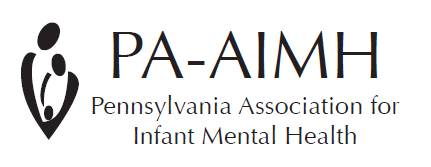 PA-AIMH
Pennsylvania Association for
Infant Mental Health